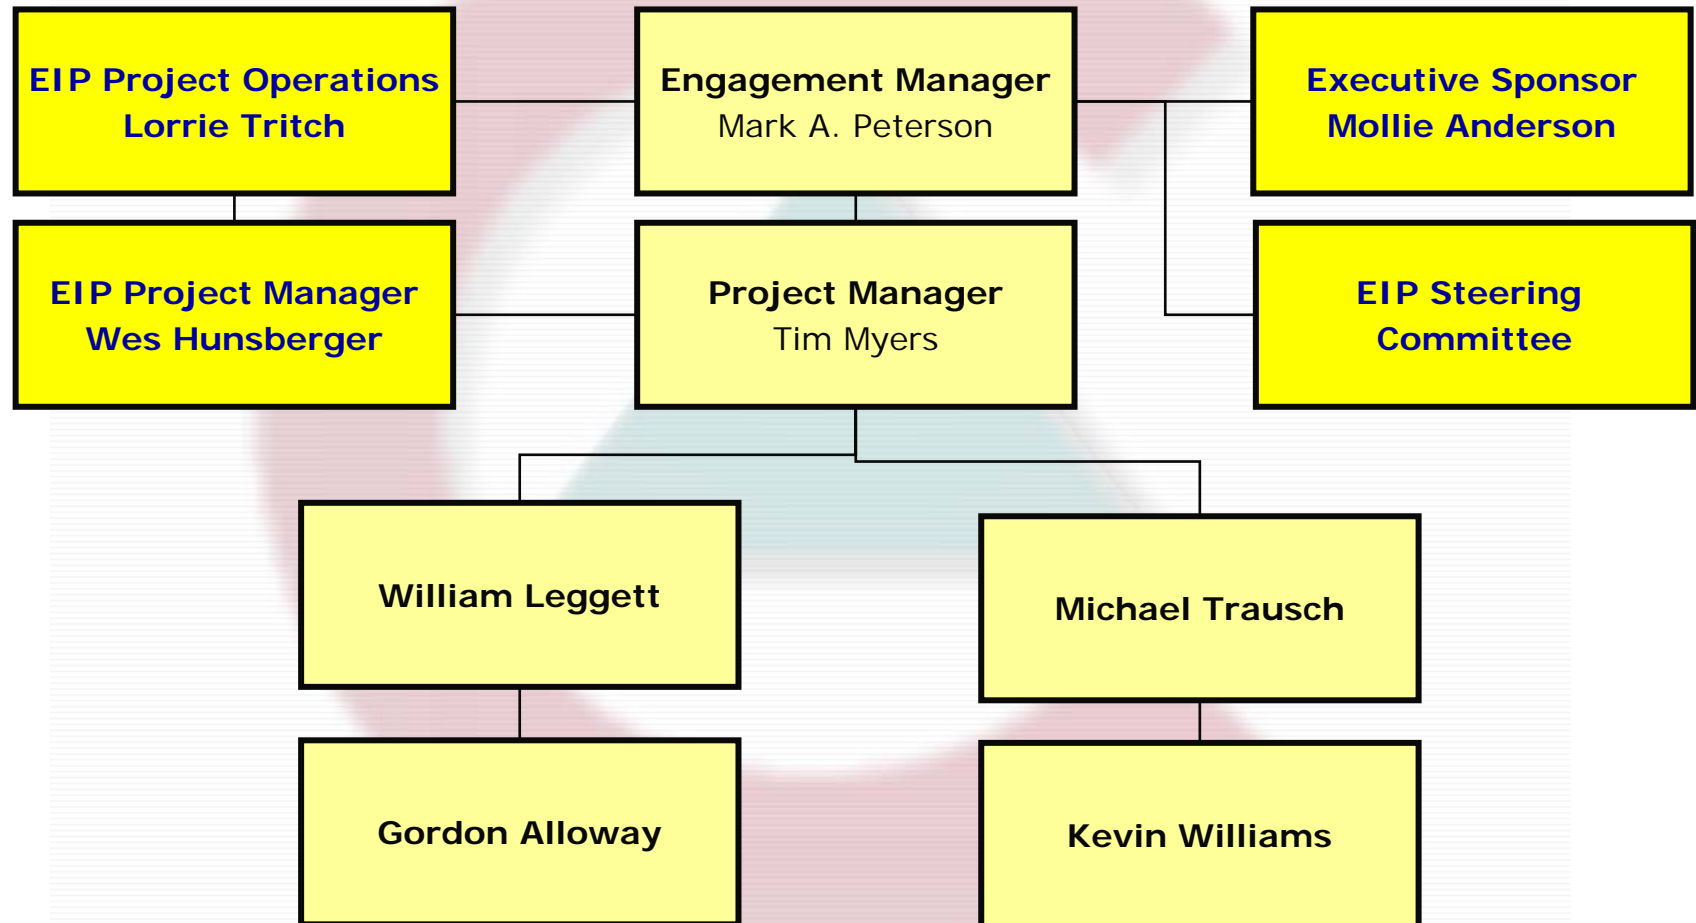 EIP Project Operations
Lorrie Tritch
Engagement Manager
Mark A. Peterson
Executive Sponsor
Mollie Anderson
EIP Project Manager
Wes Hunsberger
Project Manager
Tim Myers
EIP Steering
Committee
William Leggett
Michael Trausch
Gordon Alloway
Kevin Williams